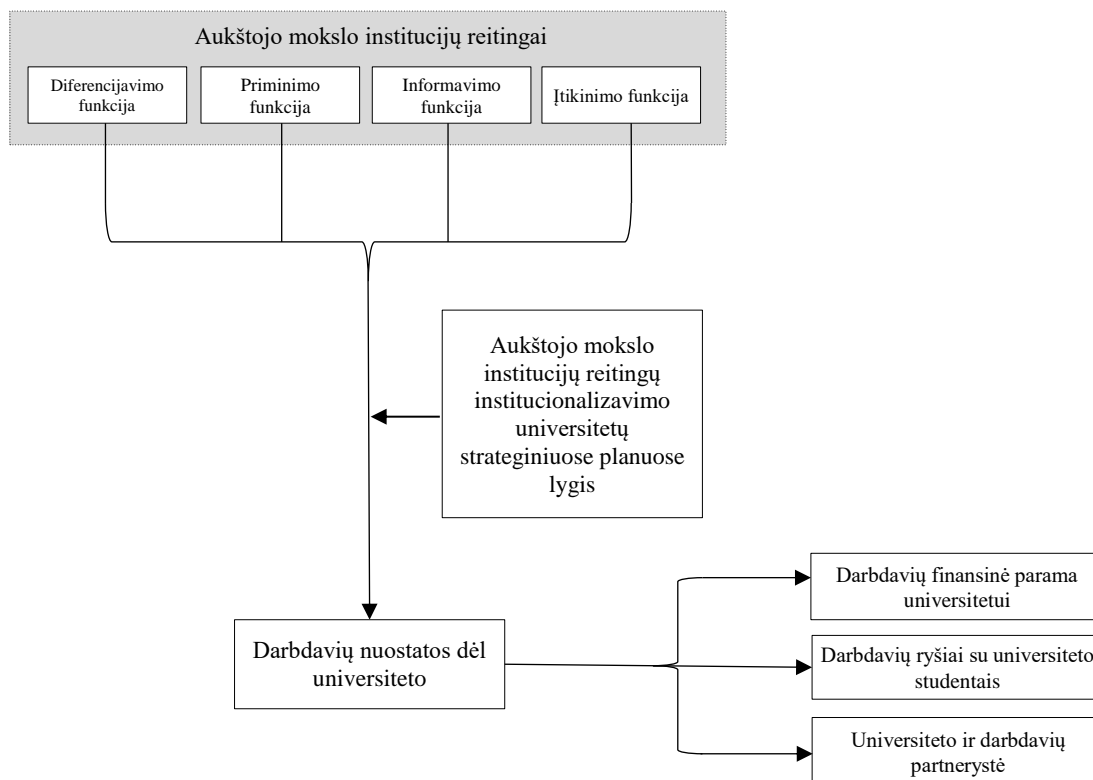 Aukštojo mokslo institucijų reitingai
Diferencijavimo
funkcija
Priminimo
funkcija
Informavimo
funkcija
Įtikinimo funkcija
Aukštojo mokslo
institucijų reitingų
institucionalizavimo
universitetų
strateginiuose planuose
lygis
Darbdavių nuostatos dėl
universiteto
Darbdavių finansinė parama
universitetui
Darbdavių ryšiai su universiteto
studentais
Universiteto ir darbdavių
partnerystė